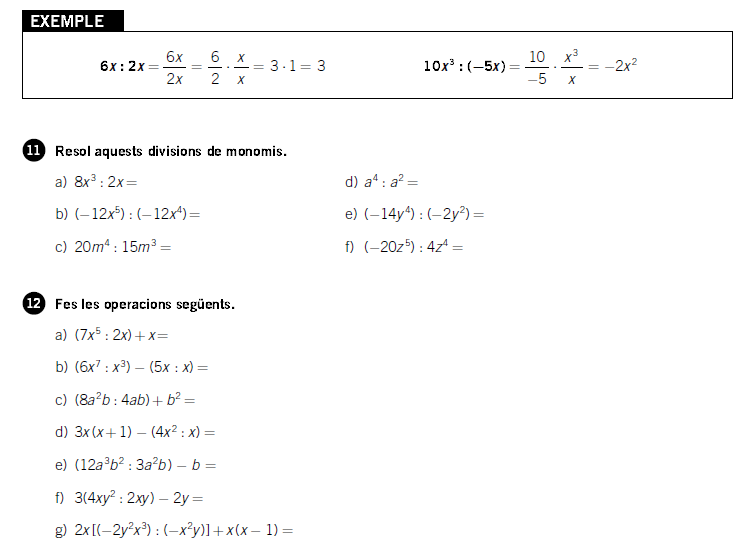 EXEMPLE
6x : 2x = 6x/2x = 6/2 · x/x = 3 · 1 = 3
10x³ : (−5x) = 10/−5 · x³/x = −2x²
11 Resol aquests divisions de monomis.
a) 8x³ : 2x =
d) a⁴ : a² =
b) (−12x⁵) : (−12x⁴) =
e) (−14y⁴) : (−2y²) =
c) 20m⁴ : 15m³ =
f) (−20z⁵) : 4z⁴ =
12 Fes les operacions següents.
a) (7x⁵ : 2x) + x =
b) (6x⁷ : x³) − (5x : x) =
c) (8a²b : 4ab) + b² =
d) 3x(x + 1) − (4x² : x) =
e) (12a³b² : 3a²b) − b =
f) 3(4xy² : 2xy) − 2y =
g) 2x[(−2y²x³) : (−x²y)] + x(x − 1) =